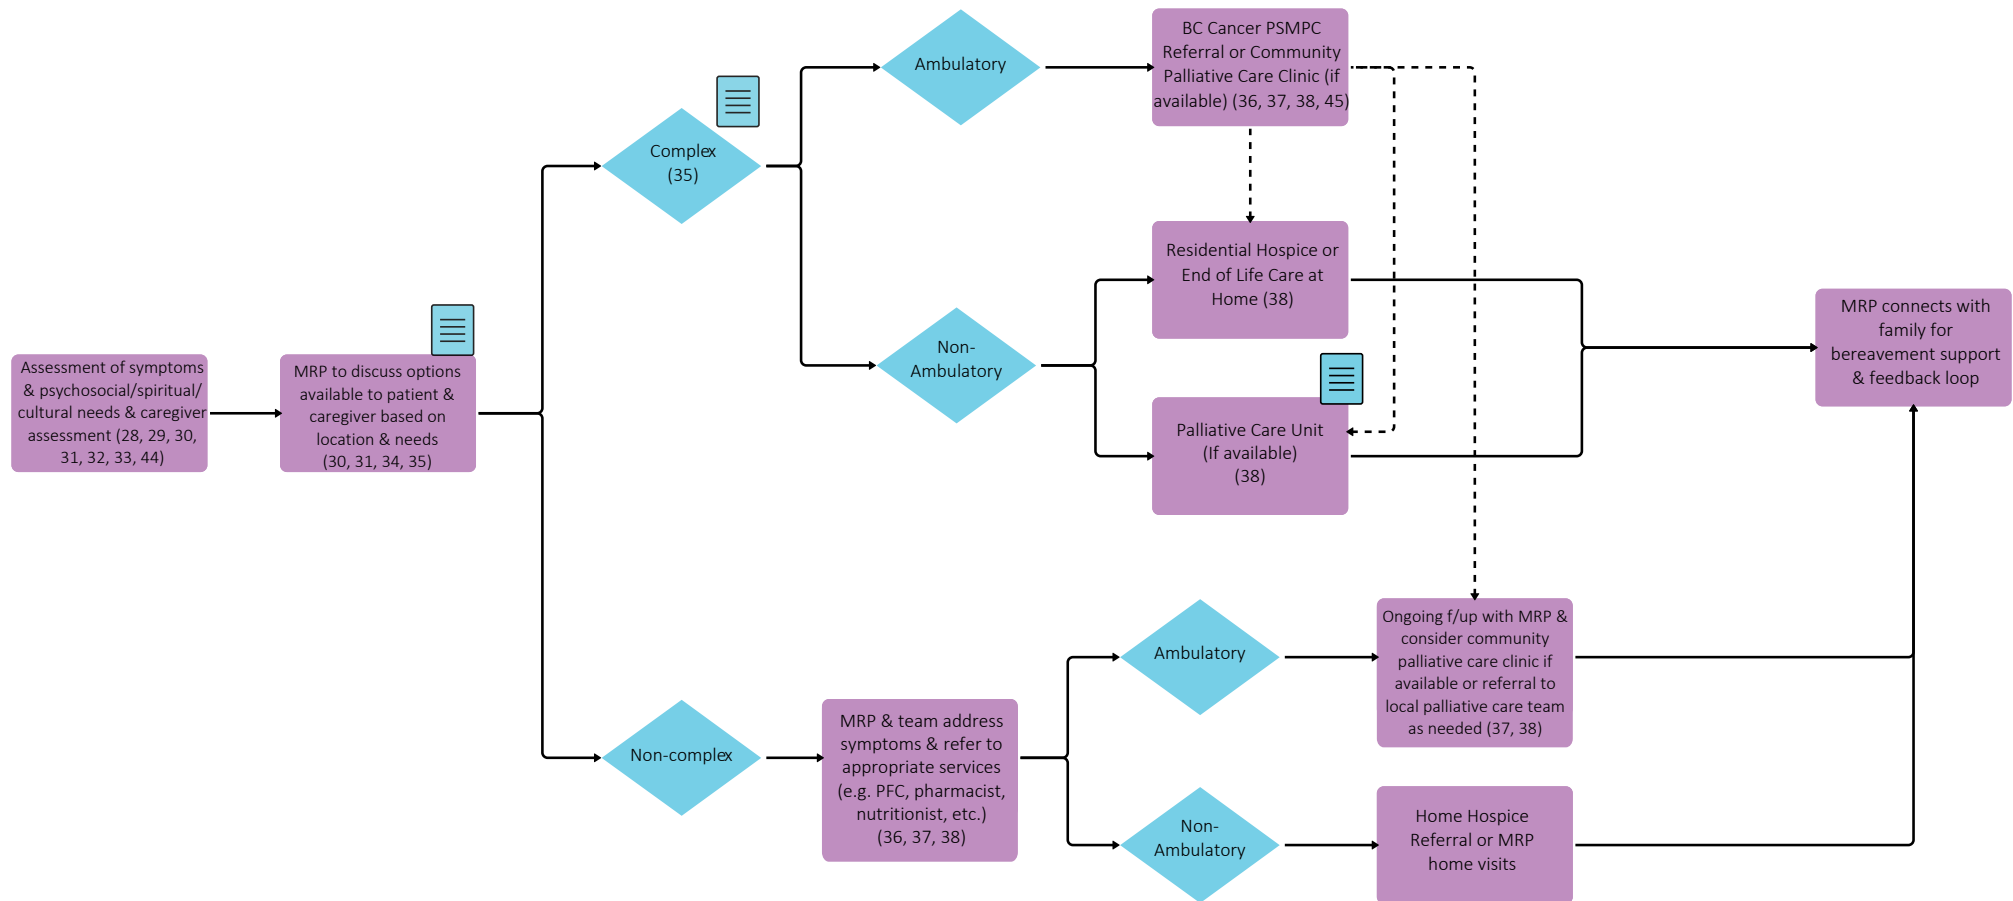 Assessment of symptoms
& psychosocial/spiritual/
cultural needs & caregiver
assessment (28, 29, 30,
31, 32, 33, 44)
MRP to discuss options
available to patient &
caregiver based on
location & needs
(30, 31, 34, 35)
Complex
(35)
Ambulatory
BC Cancer PSMPC
Referral or Community
Palliative Care Clinic (if
available) (36, 37, 38, 45)
Non-
Ambulatory
Residential Hospice or
End of Life Care at
Home (38)
Palliative Care Unit
(If available)
(38)
MRP connects with
family for
bereavement support
& feedback loop
Non-complex
MRP & team address
symptoms & refer to
appropriate services
(e.g. PFC, pharmacist,
nutritionist, etc.)
(36, 37, 38)
Ambulatory
Ongoing f/up with MRP &
consider community
palliative care clinic if
available or referral to
local palliative care team
as needed (37, 38)
Non-
Ambulatory
Home Hospice
Referral or MRP
home visits